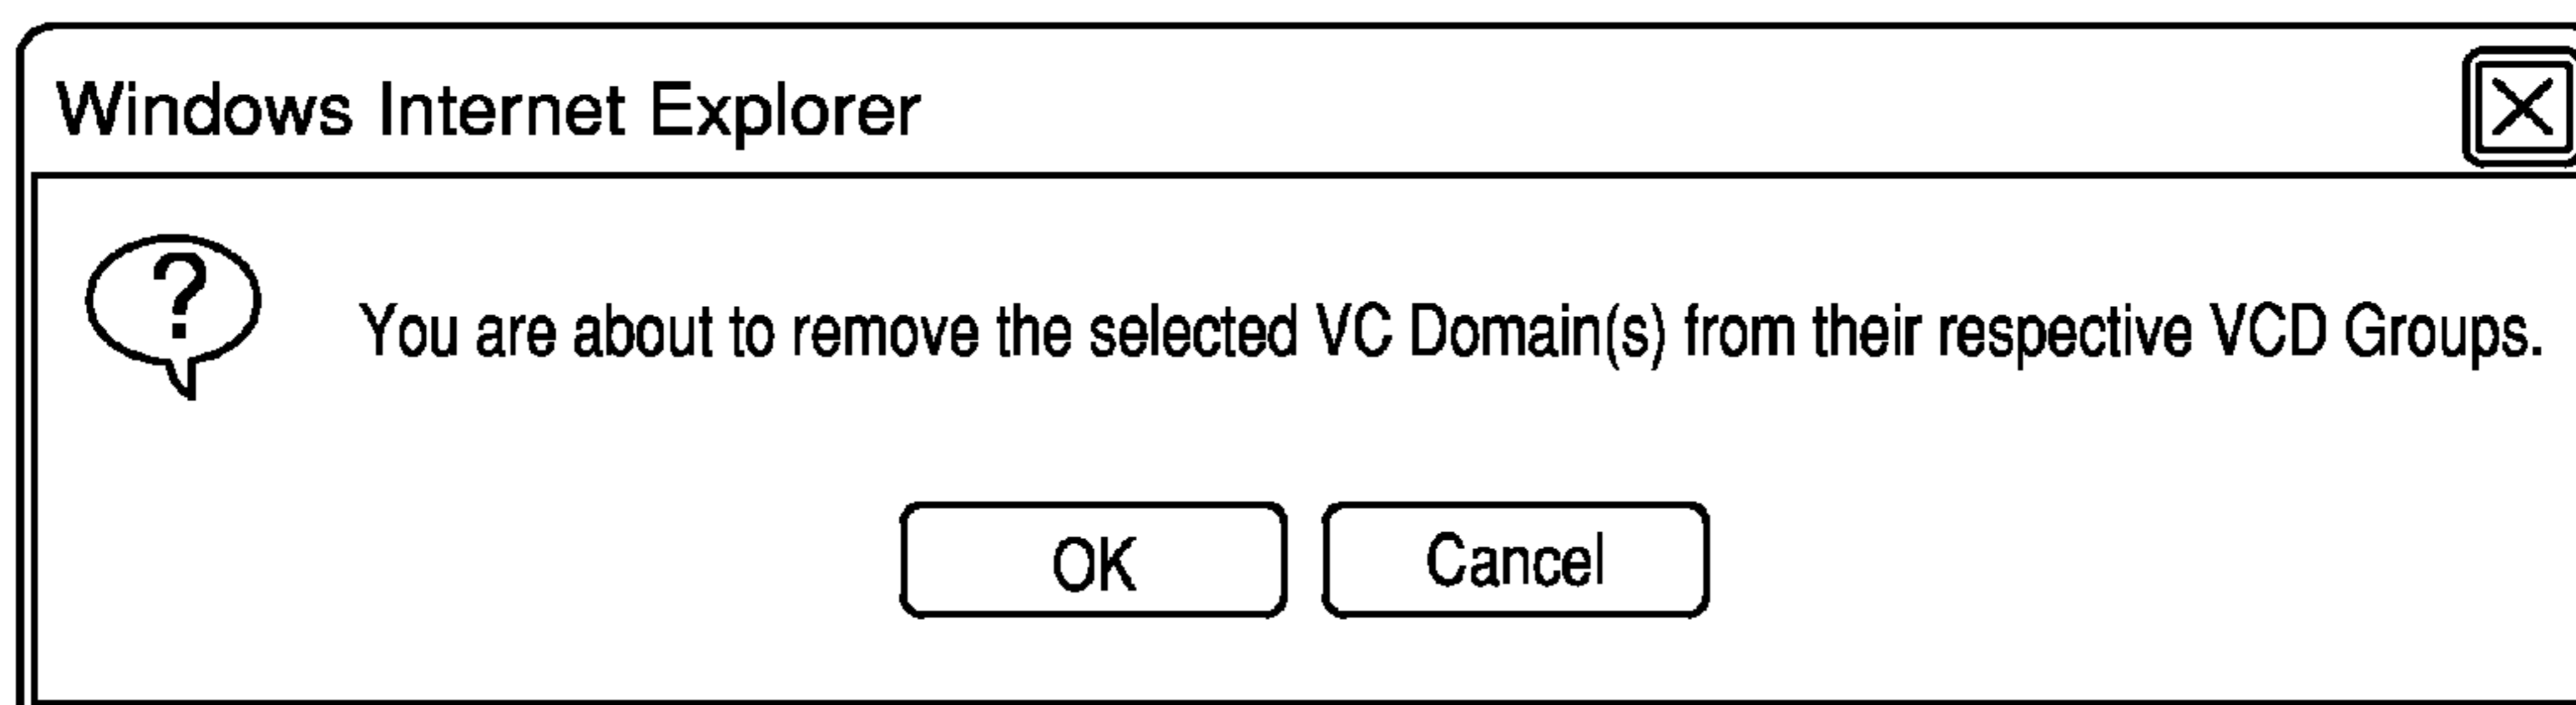 Windows Internet Explorer
?
You are about to remove the selected VC Domain(s) from their respective VCD Groups.
OK
Cancel